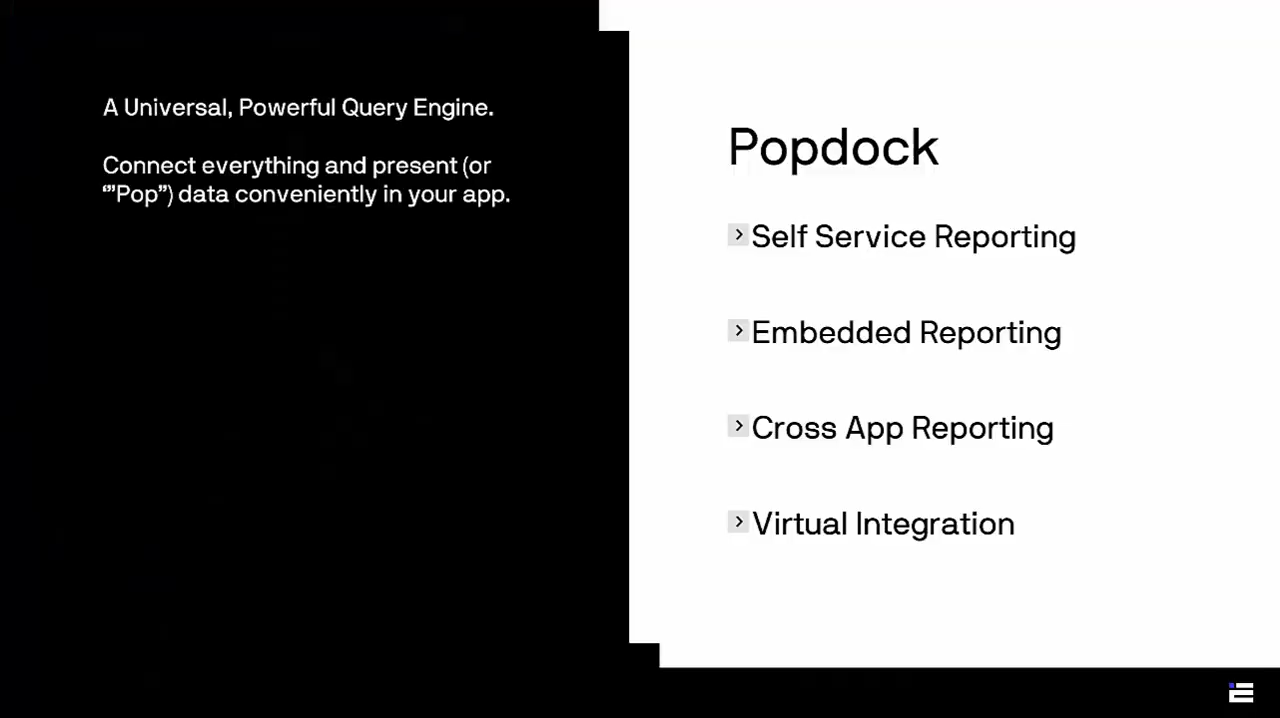 A Universal, Powerful Query Engine.
Connect everything and present (or
“”Pop”) data conveniently in your app.
Popdock
Self Service Reporting
Embedded Reporting
Cross App Reporting
Virtual Integration